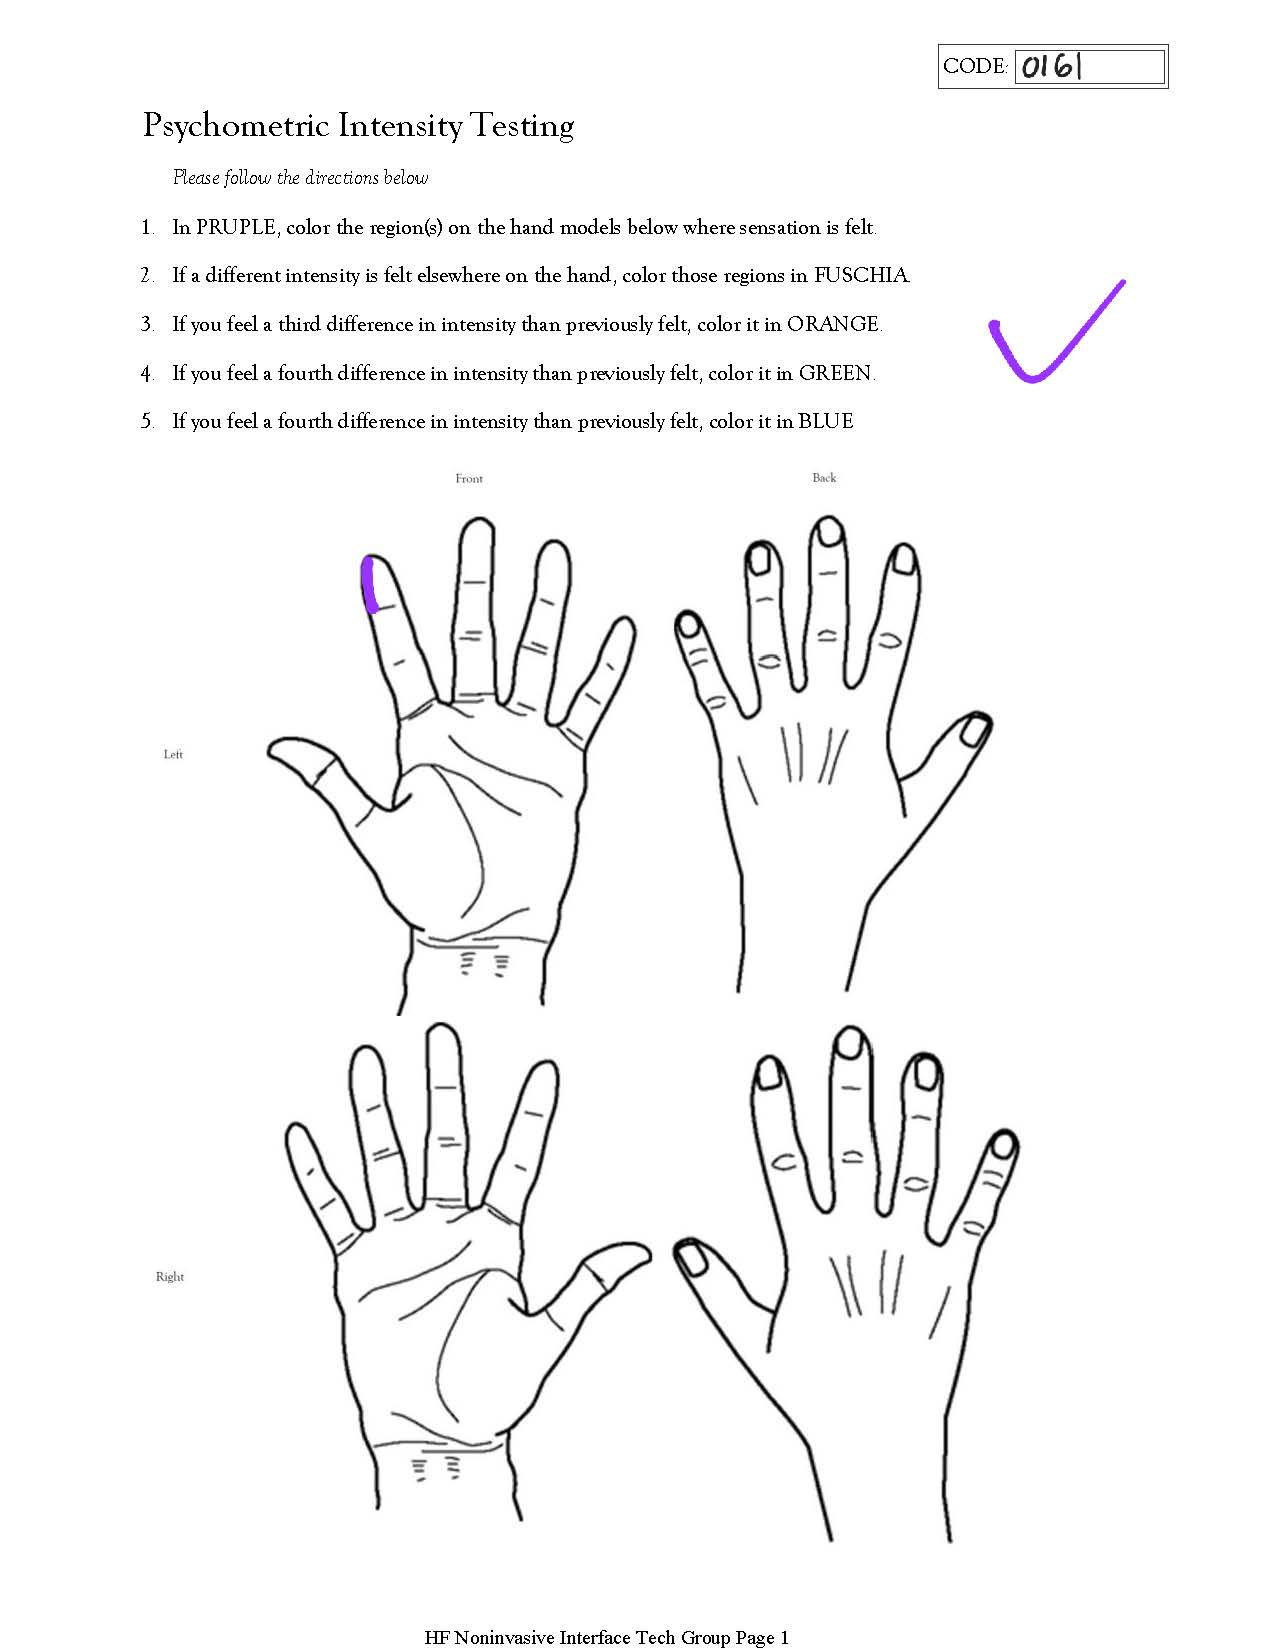 CODE: 0161
Psychometric Intensity Testing
Please follow the directions below
1. In PRUPLE, color the region(s) on the hand models below where sensation is felt.
2. If a different intensity is felt elsewhere on the hand, color those regions in FUSCHIA.
3. If you feel a third difference in intensity than previously felt, color it in ORANGE.
4. If you feel a fourth difference in intensity than previously felt, color it in GREEN.
5. If you feel a fourth difference in intensity than previously felt, color it in BLUE
Front Back
Left
Right
HF Noninvasive Interface Tech Group Page 1